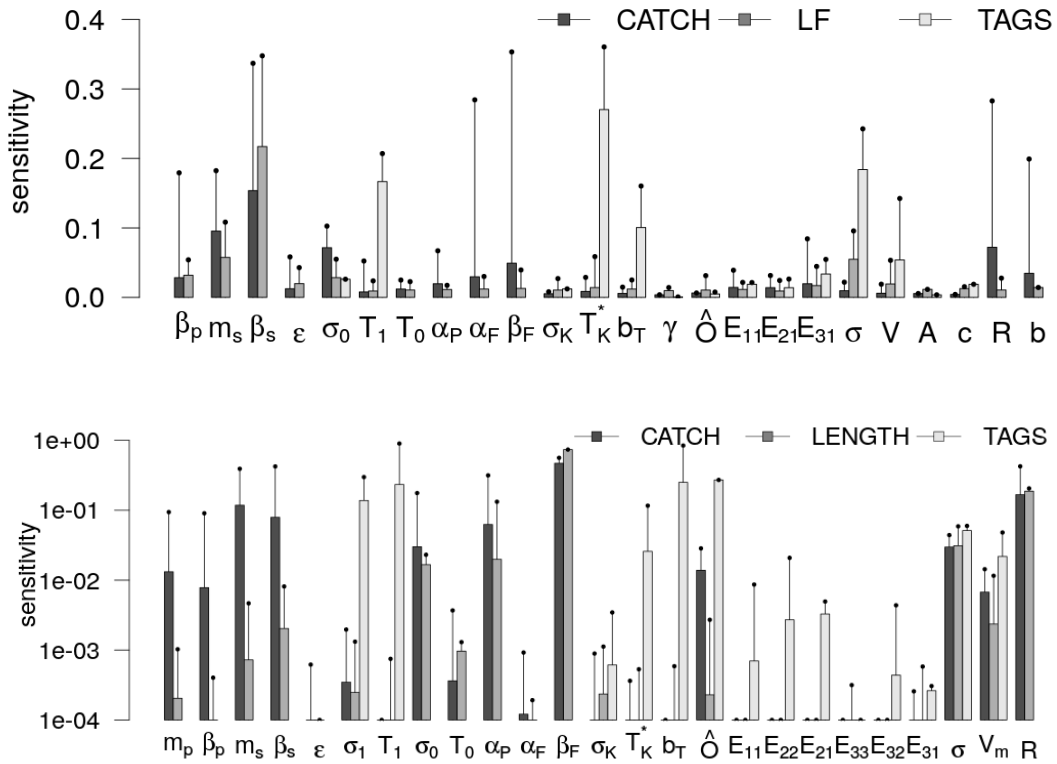 CATCH LF TAGS
0.4
0.3
0.2
0.1
0.0
sensitivity
βp ms βs ε σ0 T1 T0 αP αF βF σK T*K bT γ Ô E11 E21 E31 σ V A c R b
CATCH LENGTH TAGS
1e+00
1e-01
1e-02
1e-03
1e-04
sensitivity
mp βp ms βs ε σ1 T1 σ0 T0 αP αF βF σK T*K bT Ô E11 E22 E21 E33 E32 E31 σ Vm R